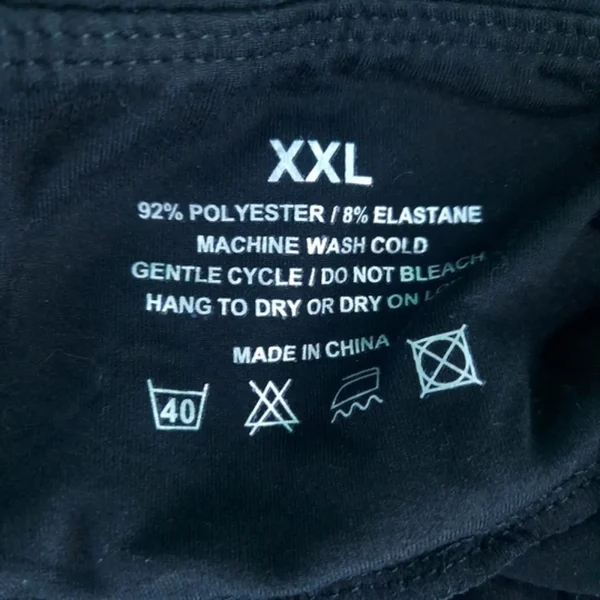 XXL
92% POLYESTER / 8% ELASTANE
MACHINE WASH COLD
GENTLE CYCLE / DO NOT BLEACH
HANG TO DRY OR DRY ON
MADE IN CHINA
40